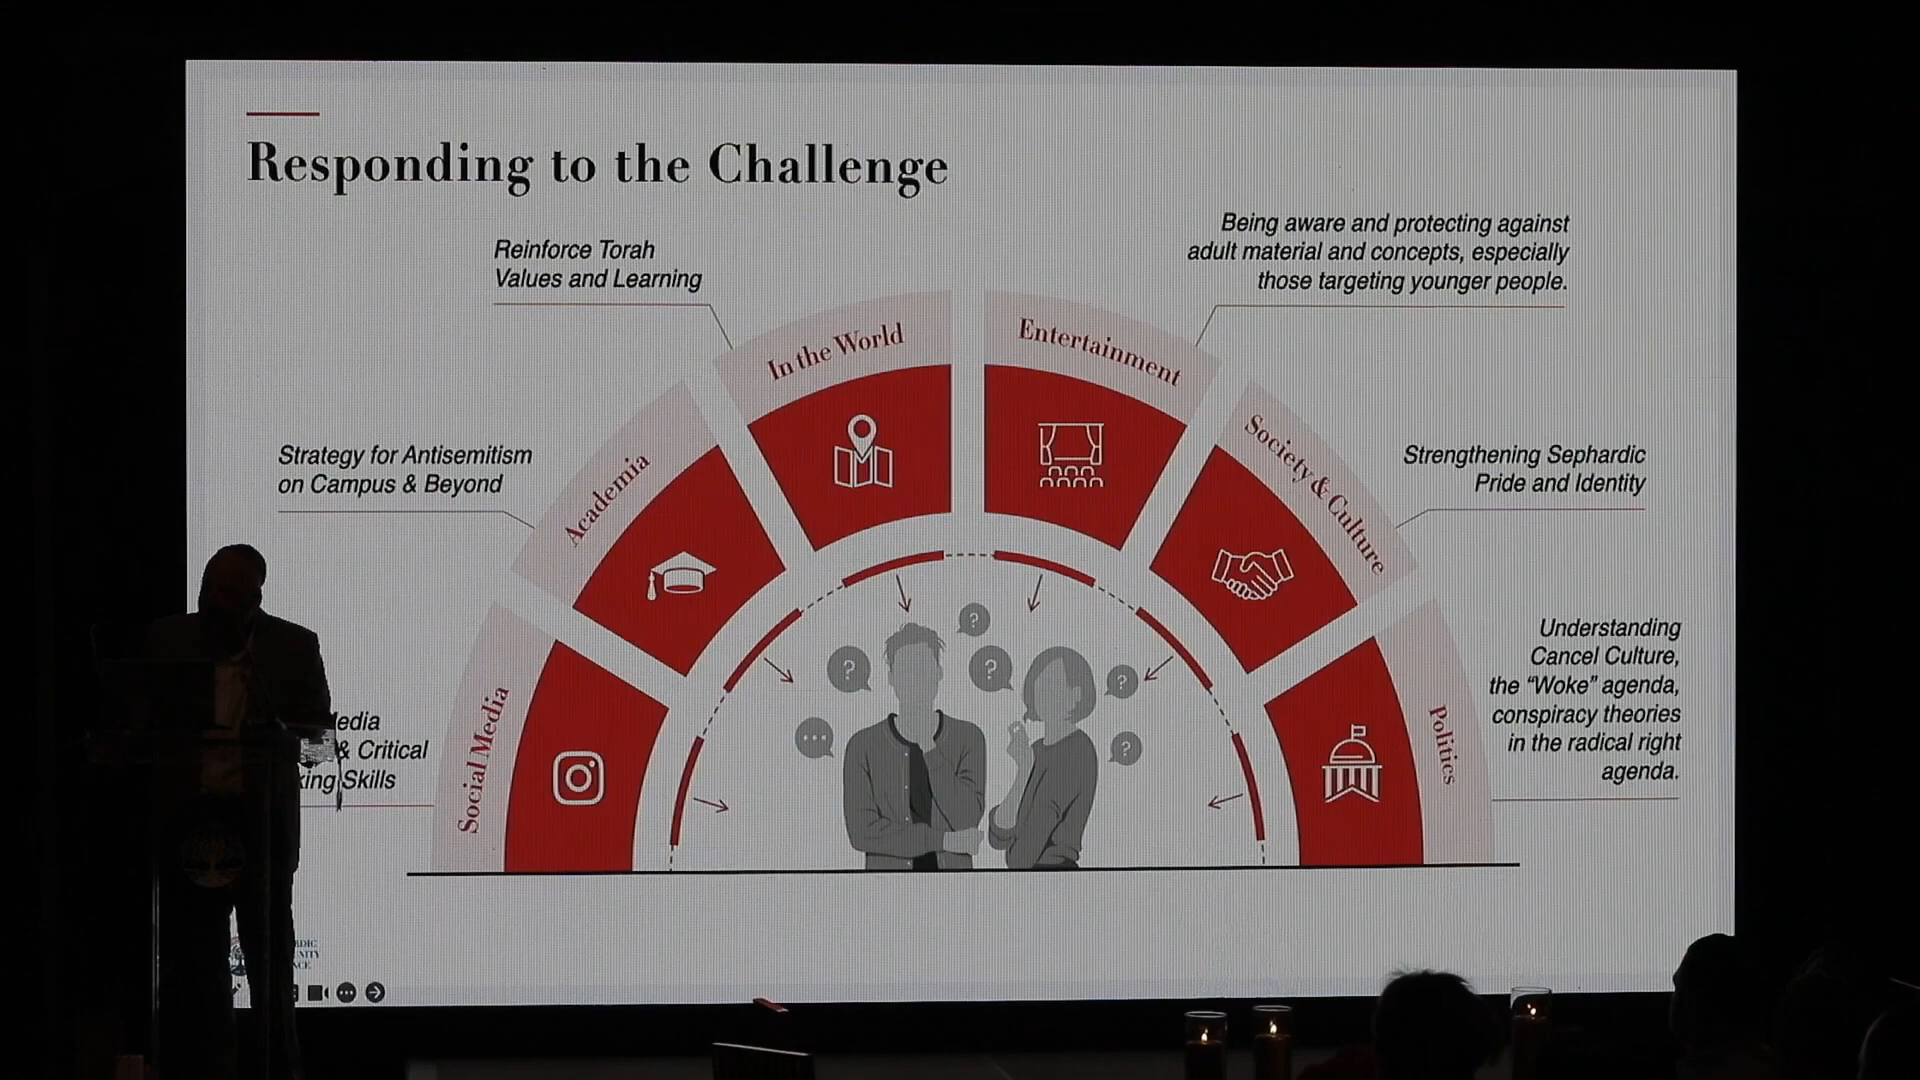 Responding to the Challenge
Reinforce Torah
Values and Learning
Being aware and protecting against
adult material and concepts, especially
those targeting younger people.
In the World
Entertainment
Strategy for Antisemitism
on Campus & Beyond
Academia
Society & Culture
Strengthening Sephardic
Pride and Identity
& Critical
Skills
Social Media
Politics
Understanding
Cancel Culture,
the “Woke” agenda,
conspiracy theories
in the radical right
agenda.
? ? ? ? ? ?